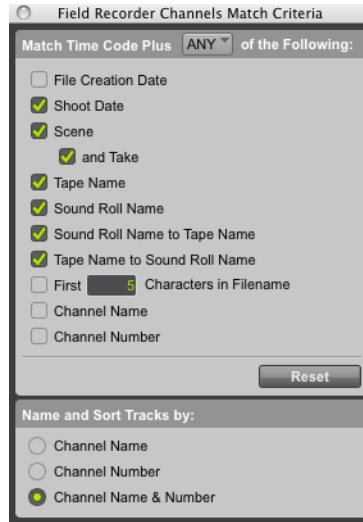 Field Recorder Channels Match Criteria
Match Time Code Plus ANY of the Following:
File Creation Date
Shoot Date
Scene
and Take
Tape Name
Sound Roll Name
Sound Roll Name to Tape Name
Tape Name to Sound Roll Name
First 5 Characters in Filename
Channel Name
Channel Number
Reset
Name and Sort Tracks by:
Channel Name
Channel Number
Channel Name & Number